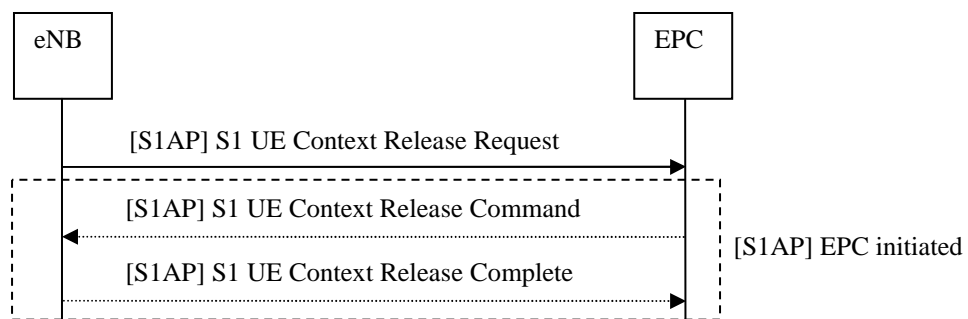 eNB
EPC
[S1AP] S1 UE Context Release Request
[S1AP] S1 UE Context Release Command
[S1AP] EPC initiated
[S1AP] S1 UE Context Release Complete